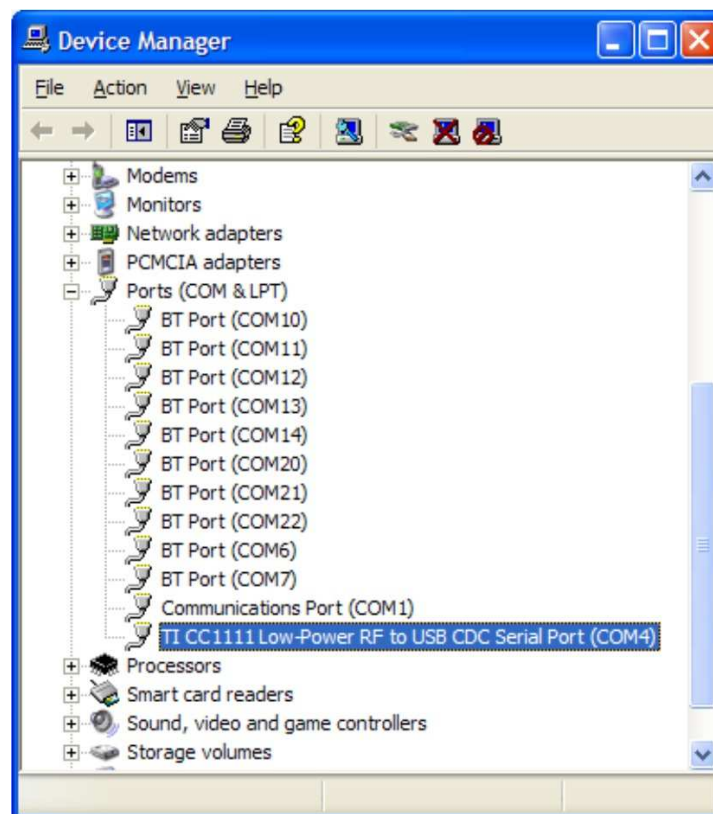 Device Manager
File Action View Help
Modems
Monitors
Network adapters
PCMCIA adapters
Ports (COM & LPT)
BT Port (COM10)
BT Port (COM11)
BT Port (COM12)
BT Port (COM13)
BT Port (COM14)
BT Port (COM20)
BT Port (COM21)
BT Port (COM22)
BT Port (COM6)
BT Port (COM7)
Communications Port (COM1)
TI CC1111 Low-Power RF to USB CDC Serial Port (COM4)
Processors
Smart card readers
Sound, video and game controllers
Storage volumes